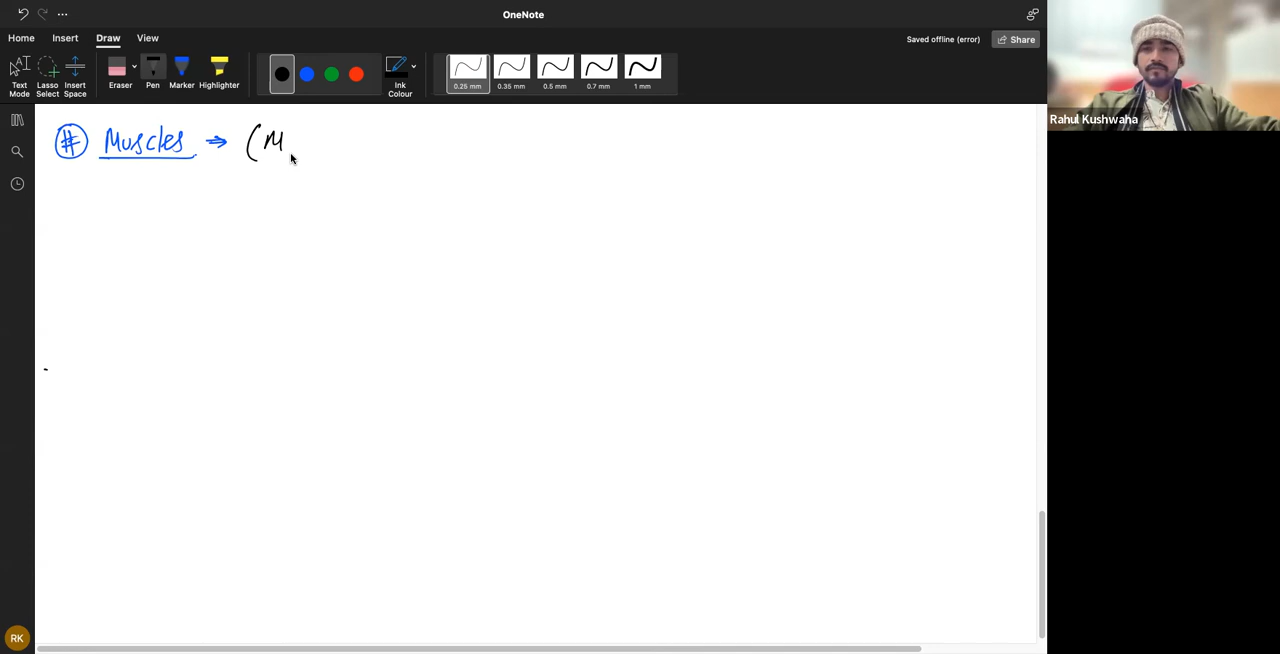 OneNote
Home Insert Draw View
Saved offline (error) Share
Text Mode Lasso Select Insert Space Eraser Pen Marker Highlighter Ink Colour 0.25 mm 0.35 mm 0.5 mm 0.7 mm 1 mm
Rahul Kushwaha
# Muscles → (M
RK